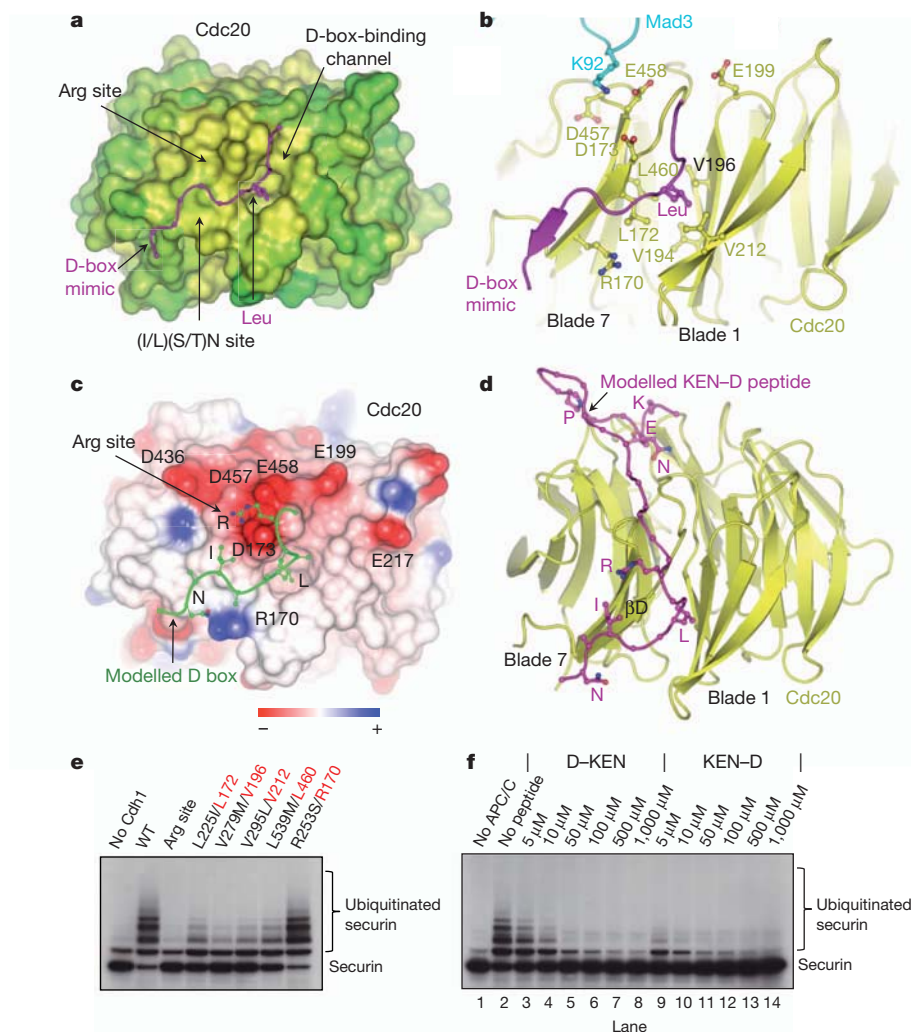 a
Cdc20
D-box-binding
channel
Arg site
D-box
mimic
Leu
(I/L)(S/T)N site
b
Mad3
K92
E458
E199
D457
D173
V196
L460
Leu
L172
V194
V212
R170
D-box
mimic
Blade 7
Blade 1
Cdc20
c
Cdc20
Arg site
D436
E199
E458
D457
R
I
D173
L
E217
N
R170
Modelled D box
−
+
d
Modelled KEN–D peptide
P
K
E
N
R
I
βD
L
Blade 7
N
Blade 1
Cdc20
e
No Cdh1
WT
Arg site
L225I/L172
V279M/V196
V295L/V212
L539M/L460
R253S/R170
Ubiquitinated
securin
Securin
f
D–KEN
KEN–D
No APC/C
No peptide
5 μM
10 μM
50 μM
100 μM
500 μM
1,000 μM
5 μM
10 μM
50 μM
100 μM
500 μM
1,000 μM
Ubiquitinated
securin
Securin
1 2 3 4 5 6 7 8 9 10 11 12 13 14
Lane